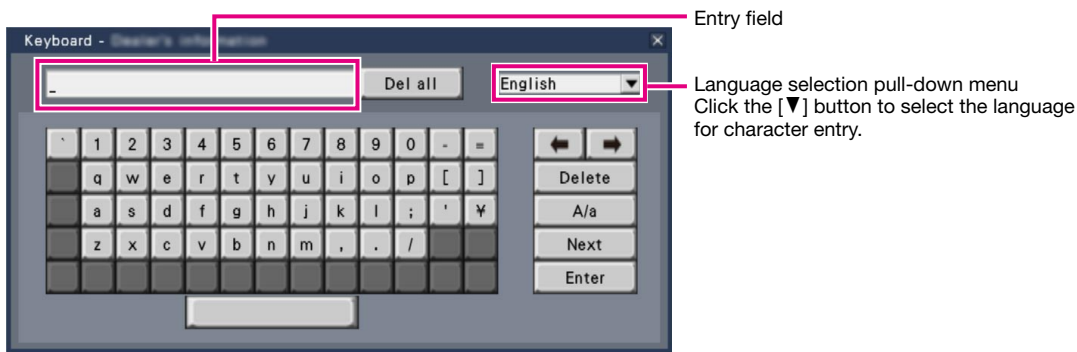 Entry field
Keyboard -
_
Del all
English ▼
Language selection pull-down menu
Click the [▼] button to select the language
for character entry.
` 1 2 3 4 5 6 7 8 9 0 - =
q w e r t y u i o p [ ]
Delete
a s d f g h j k l ; ' ¥
A/a
z x c v b n m , . /
Next
Enter